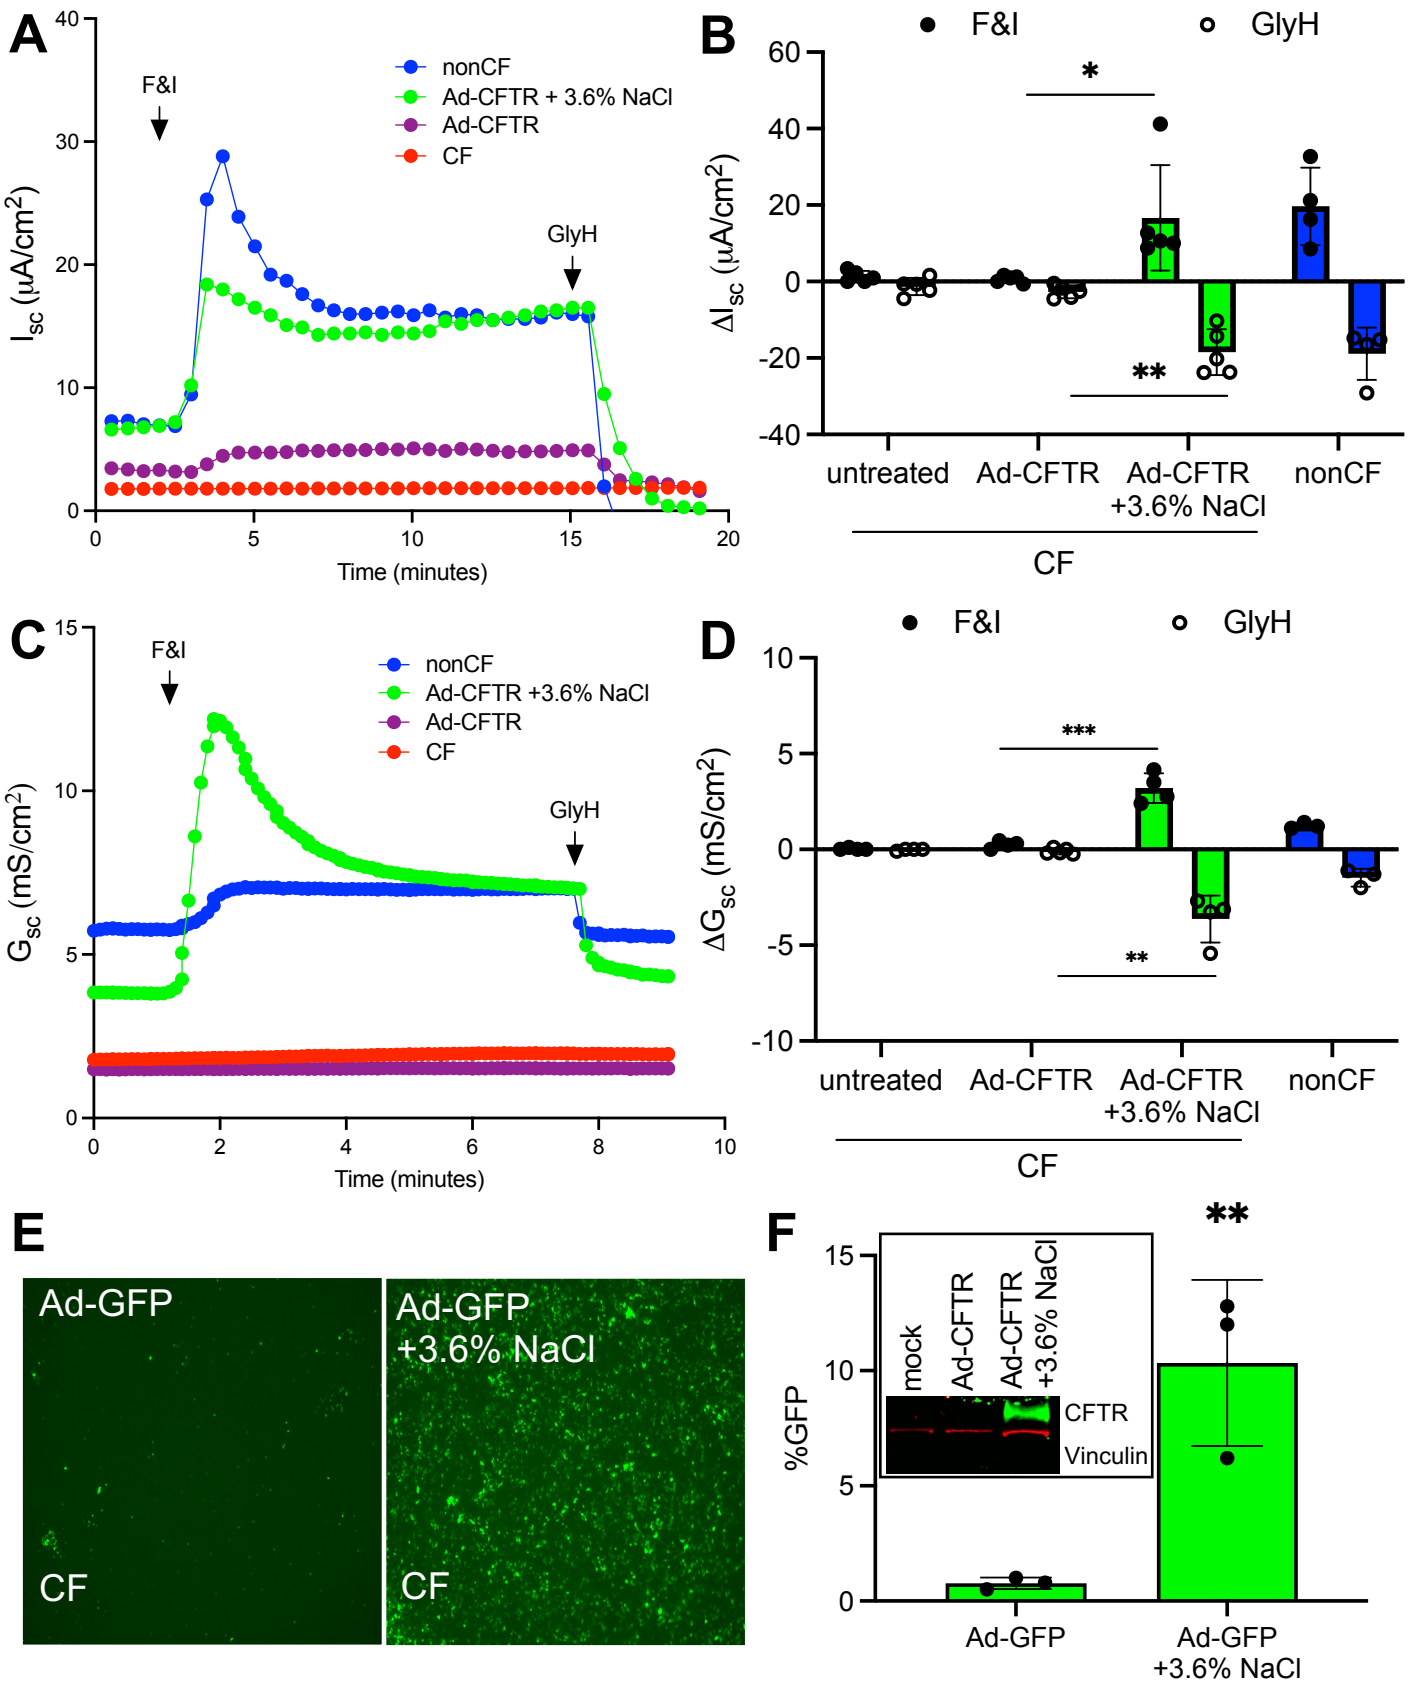 A
40
30
20
10
0
I_sc (μA/cm²)
F&I
nonCF
Ad-CFTR + 3.6% NaCl
Ad-CFTR
CF
GlyH
0 5 10 15 20
Time (minutes)
B
F&I GlyH
60
40
20
0
-20
-40
ΔI_sc (μA/cm²)
*
**
untreated Ad-CFTR Ad-CFTR nonCF
+3.6% NaCl
CF
C
15
10
5
0
G_sc (mS/cm²)
F&I
nonCF
Ad-CFTR +3.6% NaCl
Ad-CFTR
CF
GlyH
0 2 4 6 8 10
Time (minutes)
D
F&I GlyH
10
5
0
-5
-10
ΔG_sc (mS/cm²)
***
**
untreated Ad-CFTR Ad-CFTR nonCF
+3.6% NaCl
CF
E
Ad-GFP
CF
Ad-GFP
+3.6% NaCl
CF
F
**
15
10
5
0
%GFP
mock
Ad-CFTR
Ad-CFTR
+3.6% NaCl
CFTR
Vinculin
Ad-GFP Ad-GFP
+3.6% NaCl